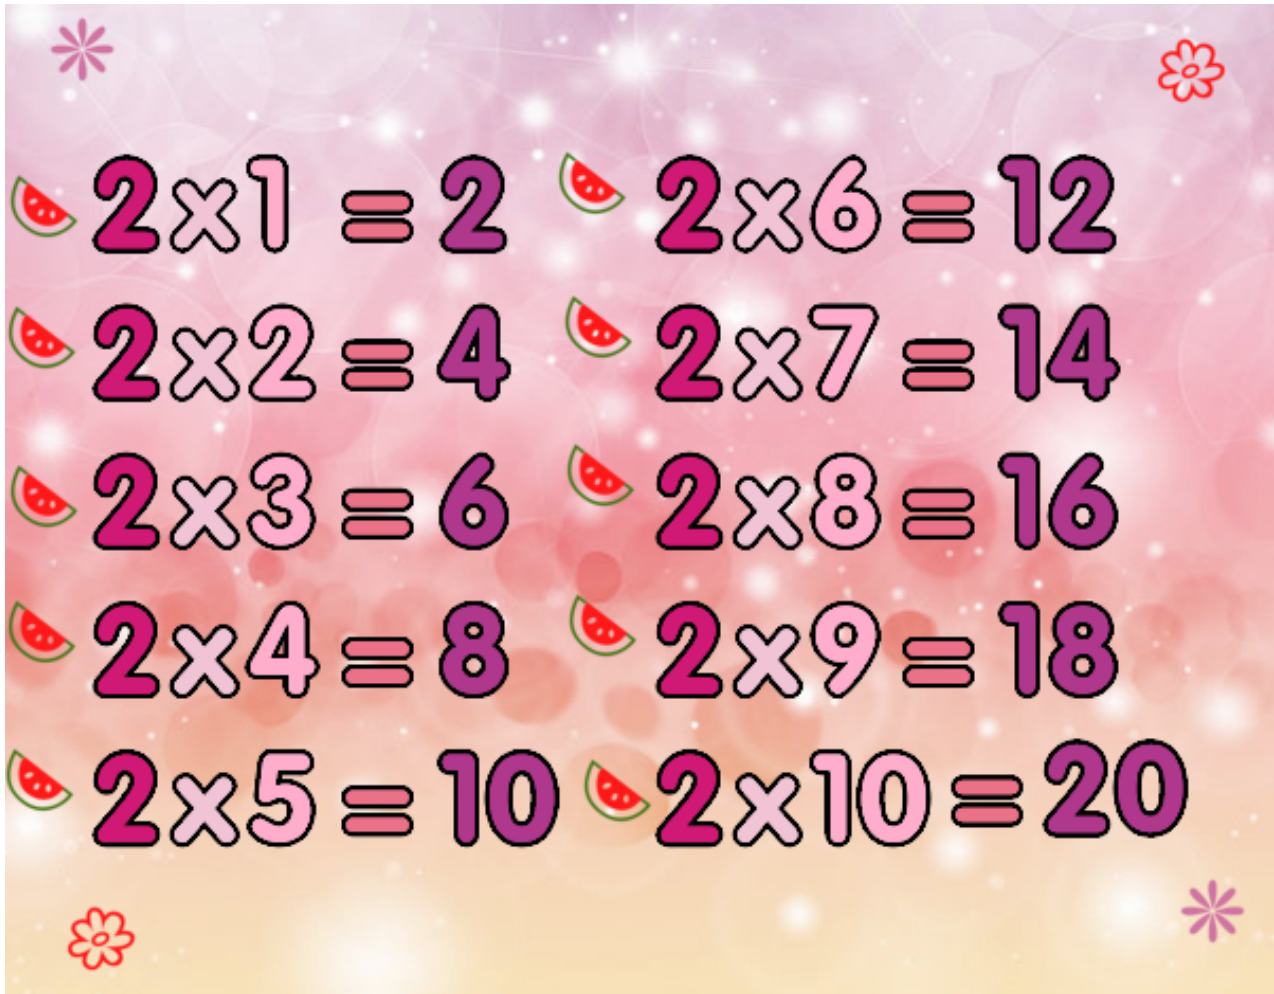 2x1 = 2
2x2 = 4
2x3 = 6
2x4 = 8
2x5 = 10
2x6 = 12
2x7 = 14
2x8 = 16
2x9 = 18
2x10 = 20